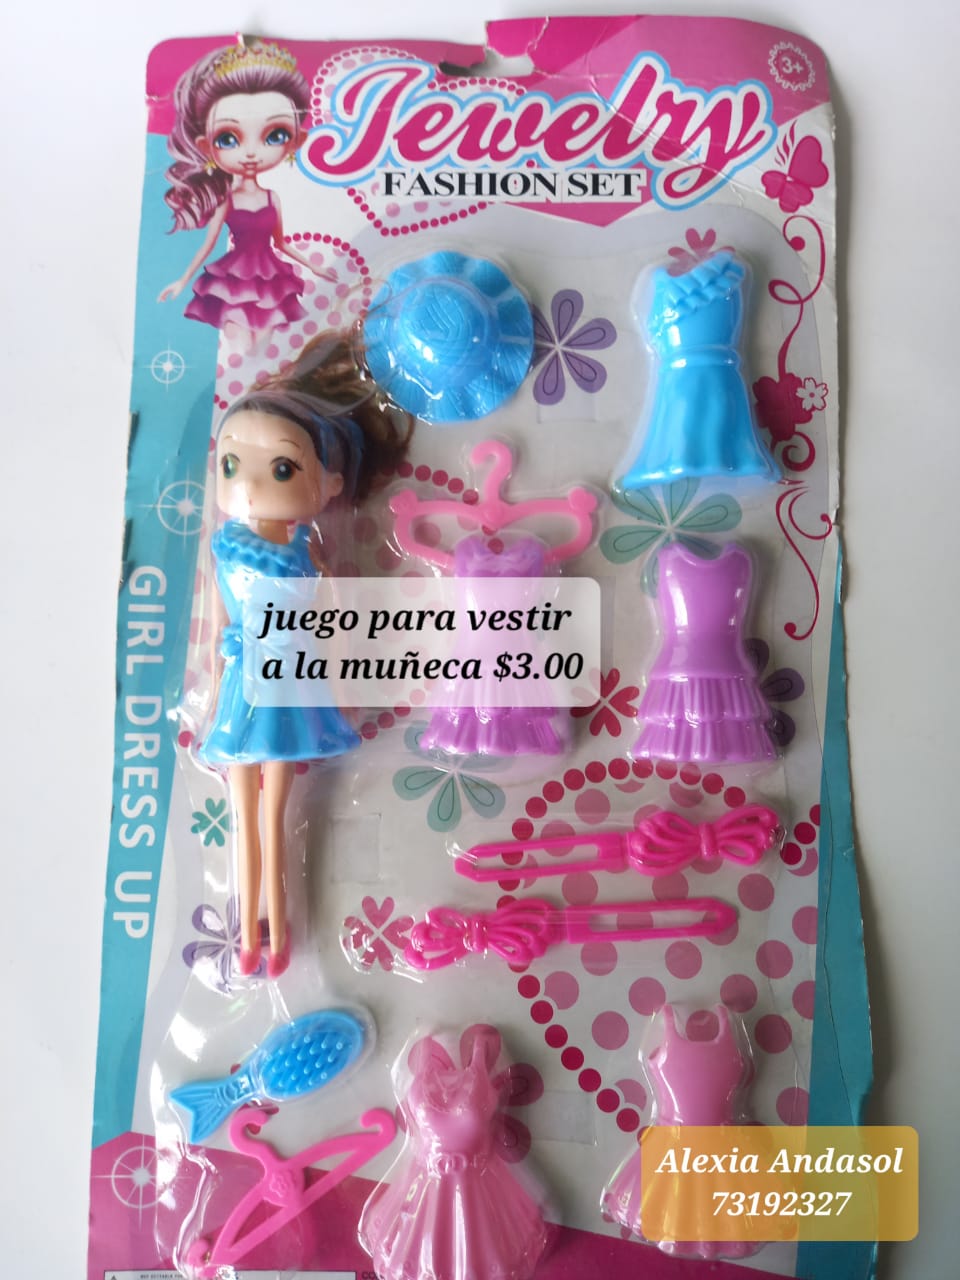 3+
Jewelry
FASHION SET
GIRL DRESS UP
juego para vestir
a la muñeca $3.00
Alexia Andasol
73192327